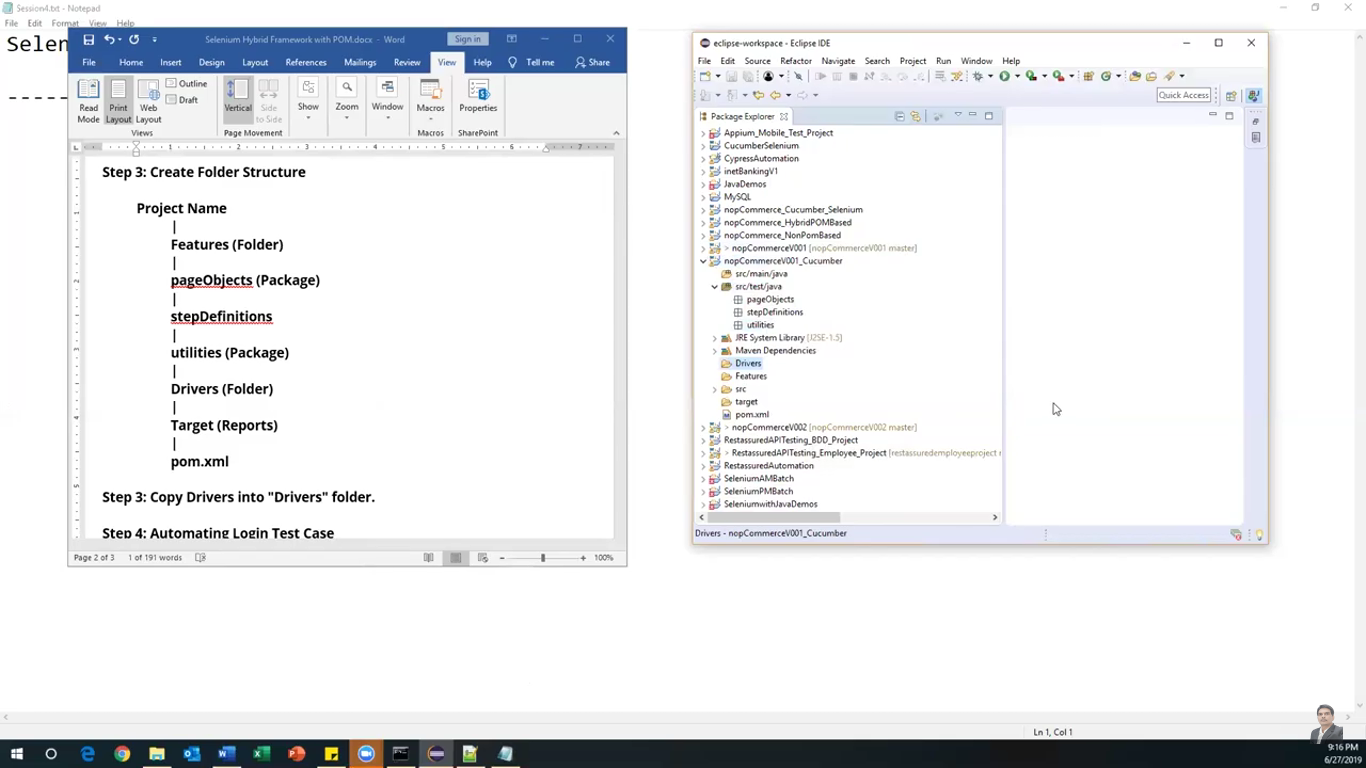 Session4.txt - Notepad
File Edit Format View Help
Selen
-----
Selenium Hybrid Framework with POM.docx - Word
Sign in
File Home Insert Design Layout References Mailings Review View Help Tell me Share
Read Mode
Print Layout
Web Layout
Outline
Draft
Views
Vertical
Side to Side
Page Movement
Show
Zoom
Window
Macros
Macros
Properties
SharePoint
1 2 3 4 5 6 7
Step 3: Create Folder Structure
Project Name
|
Features (Folder)
|
pageObjects (Package)
|
stepDefinitions
|
utilities (Package)
|
Drivers (Folder)
|
Target (Reports)
|
pom.xml
Step 3: Copy Drivers into "Drivers" folder.
Step 4: Automating Login Test Case
Page 2 of 3 1 of 191 words 100%
eclipse-workspace - Eclipse IDE
File Edit Source Refactor Navigate Search Project Run Window Help
Quick Access
Package Explorer
Appium_Mobile_Test_Project
CucumberSelenium
CypressAutomation
inetBankingV1
JavaDemos
MySQL
nopCommerce_Cucumber_Selenium
nopCommerce_HybridPOMBased
nopCommerce_NonPomBased
> nopCommerceV001 [nopCommerceV001 master]
nopCommerceV001_Cucumber
src/main/java
src/test/java
pageObjects
stepDefinitions
utilities
JRE System Library [J2SE-1.5]
Maven Dependencies
Drivers
Features
src
target
pom.xml
> nopCommerceV002 [nopCommerceV002 master]
RestassuredAPITesting_BDD_Project
> RestassuredAPITesting_Employee_Project [restassuredemployeeproject
RestassuredAutomation
SeleniumAMBatch
SeleniumPMBatch
SeleniumwithJavaDemos
Drivers - nopCommerceV001_Cucumber
Ln 1, Col 1
9:16 PM
6/27/2019